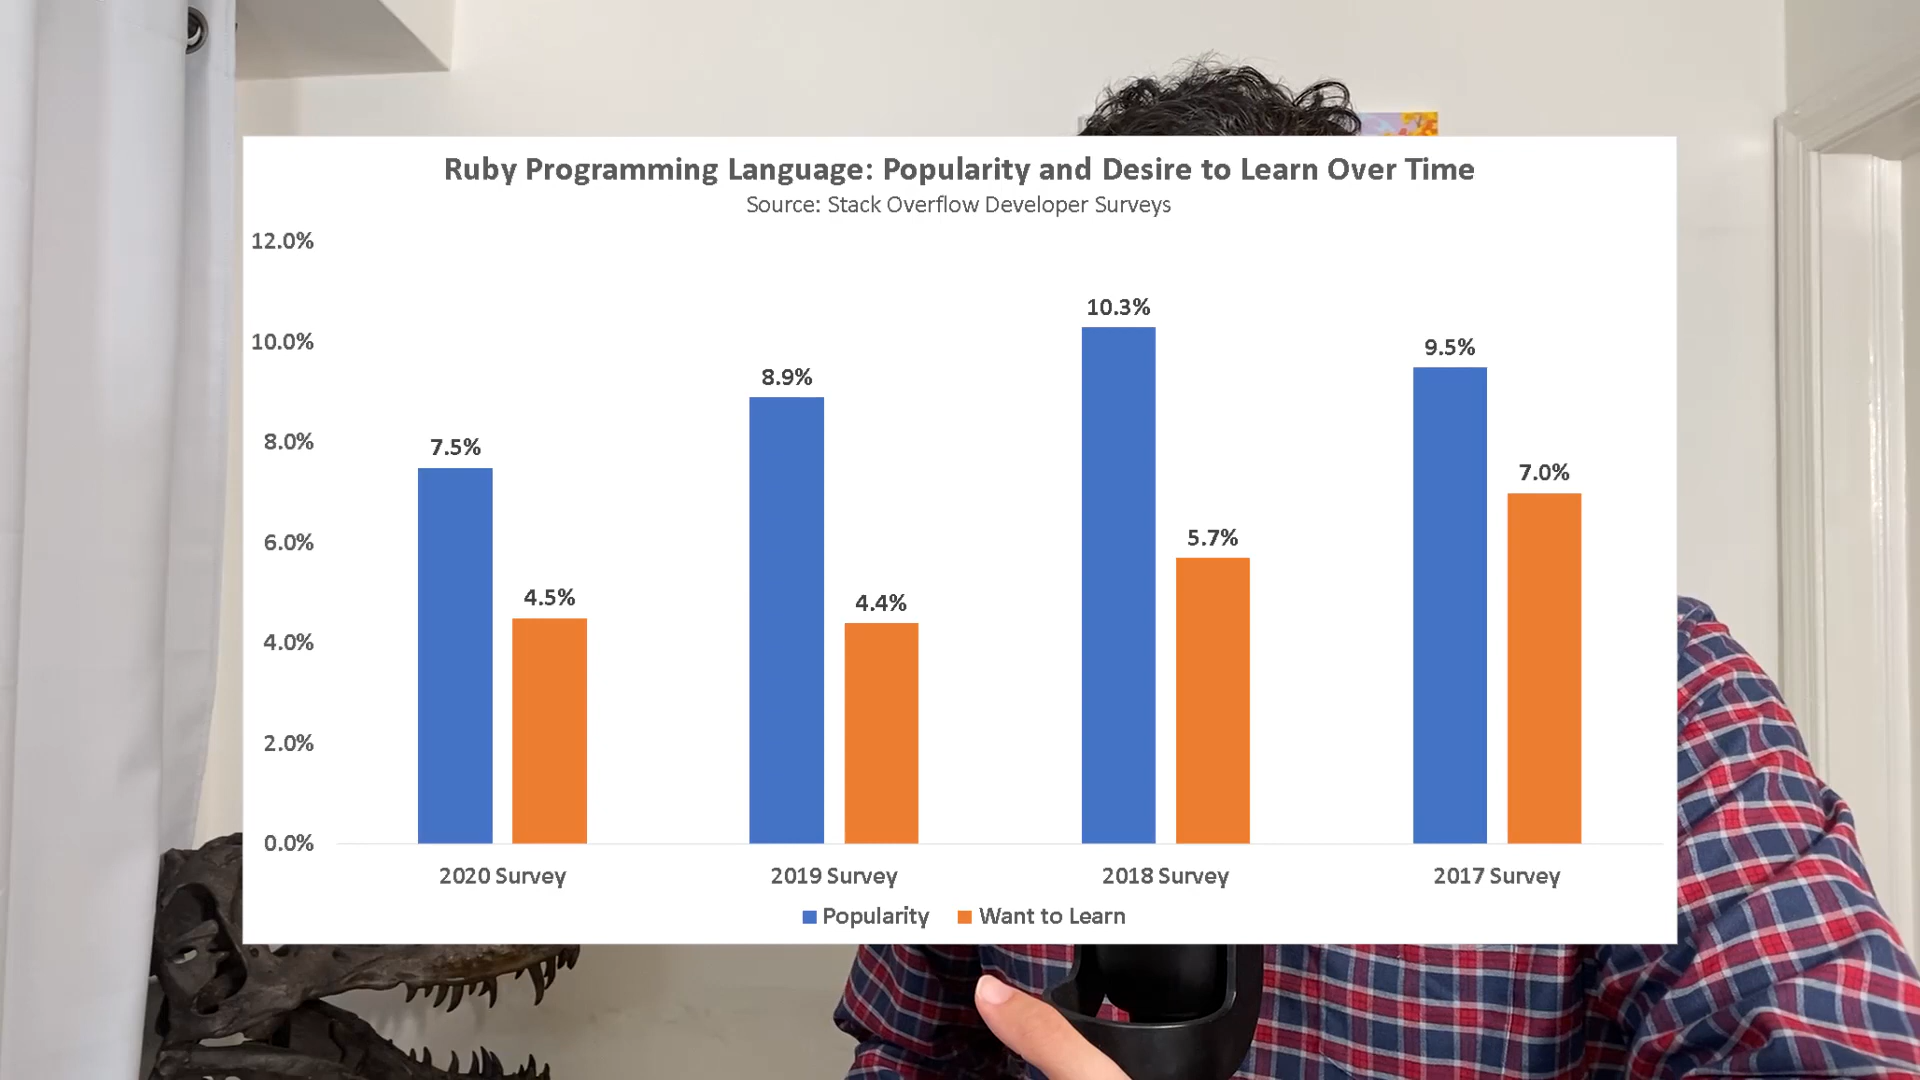 Ruby Programming Language: Popularity and Desire to Learn Over Time
Source: Stack Overflow Developer Surveys
12.0%
10.0%
8.0%
6.0%
4.0%
2.0%
0.0%
7.5%
4.5%
8.9%
4.4%
10.3%
5.7%
9.5%
7.0%
2020 Survey
2019 Survey
2018 Survey
2017 Survey
Popularity
Want to Learn